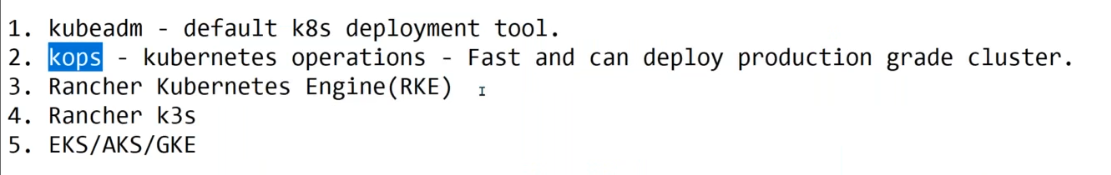 1. kubeadm - default k8s deployment tool.
2. kops - kubernetes operations - Fast and can deploy production grade cluster.
3. Rancher Kubernetes Engine(RKE)
4. Rancher k3s
5. EKS/AKS/GKE